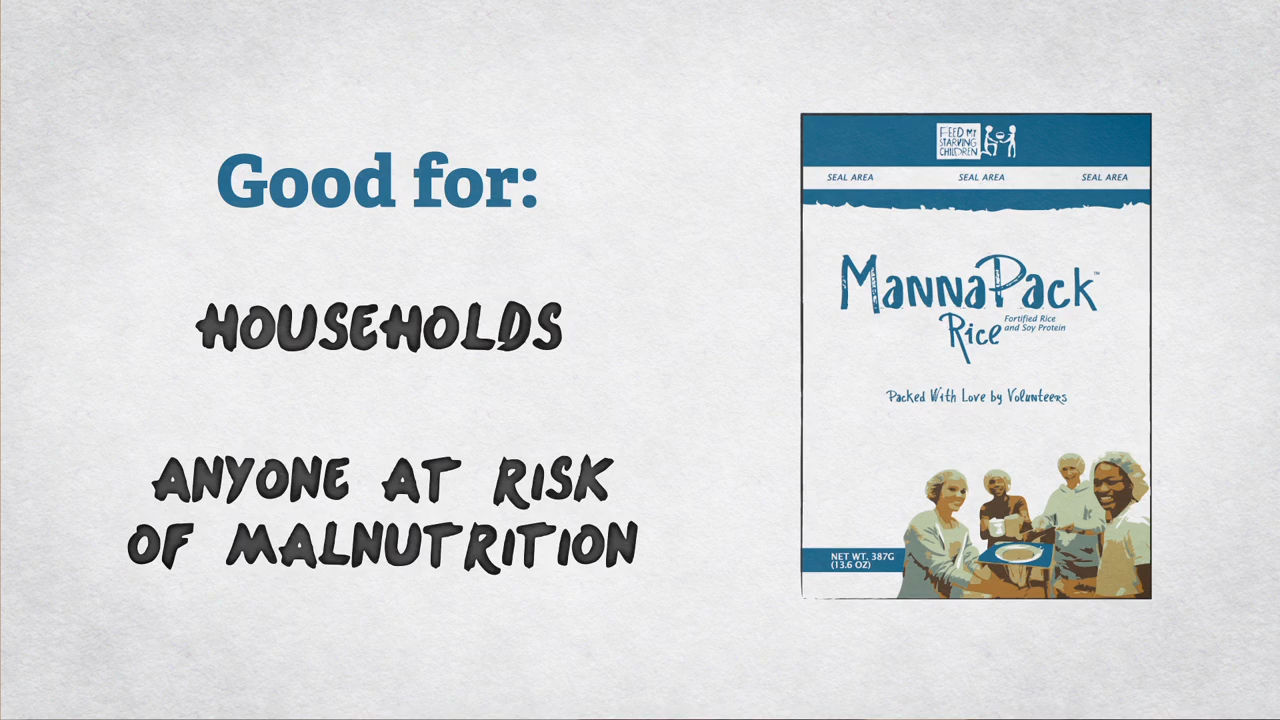 Good for:
HOUSEHOLDS
ANYONE AT RISK
OF MALNUTRITION
FEED MY
STARVING
CHILDREN
SEAL AREA SEAL AREA SEAL AREA
MannaPack™
Rice
Fortified Rice
and Soy Protein
Packed With Love by Volunteers
NET WT. 387G
(13.6 OZ)